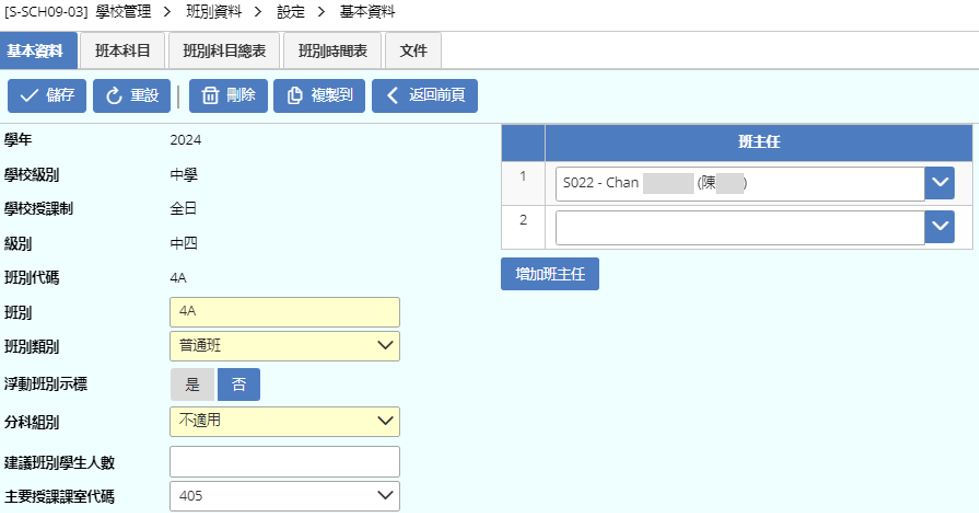 [S-SCH09-03] 學校管理 > 班別資料 > 設定 > 基本資料
基本資料 班本科目 班別科目總表 班別時間表 文件
儲存 重設 | 刪除 複製到 返回前頁
學年 2024
學校級別 中學
學校授課制 全日
級別 中四
班別代碼 4A
班別 4A
班別類別 普通班
浮動班別示標 是 否
分科組別 不適用
建議班別學生人數
主要授課課室代碼 405
班主任
1 S022 - Chan (陳 )
2
增加班主任